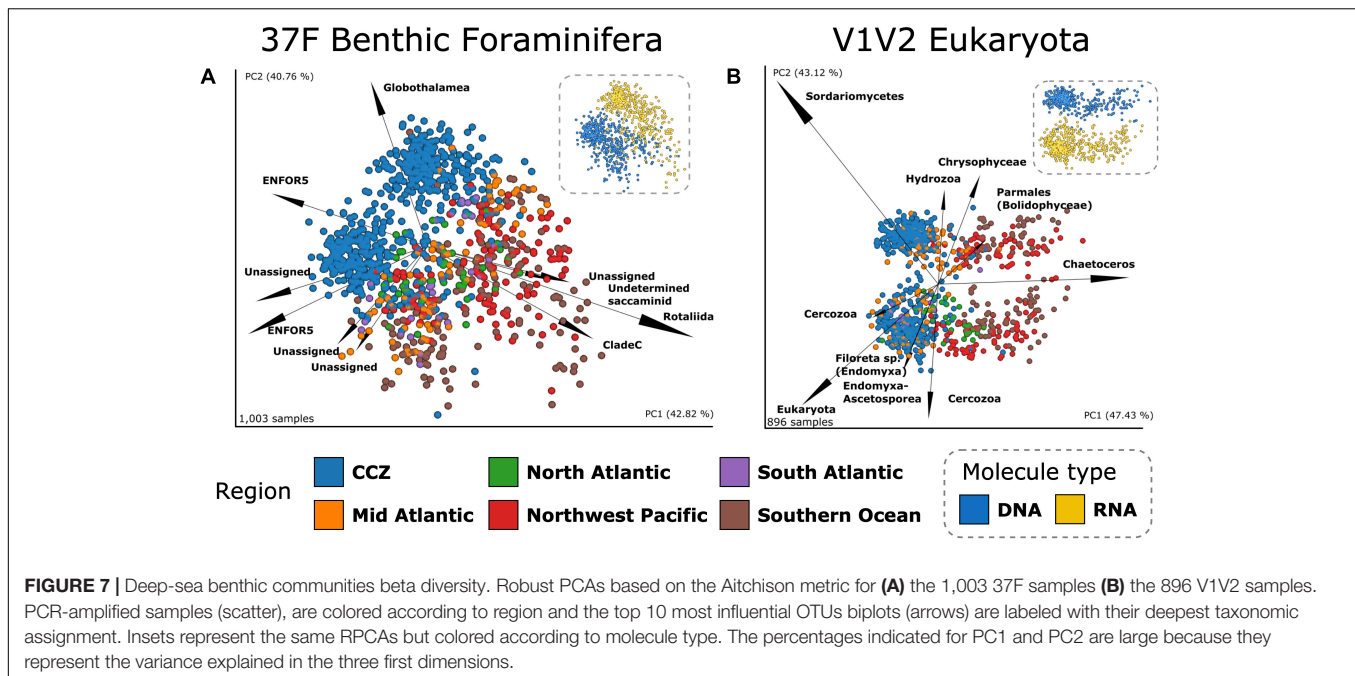 37F Benthic Foraminifera
V1V2 Eukaryota
A
PC2 (40.76 %)
Globothalamea
ENFOR5
Unassigned
ENFOR5
Unassigned
Unassigned
Unassigned
Undetermined
saccaminid
Rotaliida
CladeC
1,003 samples
PC1 (42.82 %)
B
PC2 (43.12 %)
Sordariomycetes
Chrysophyceae
Hydrozoa
Parmales
(Bolidophyceae)
Chaetoceros
Cercozoa
Filoreta sp.
(Endomyxa)
Endomyxa-
Ascetosporea
Cercozoa
Eukaryota
896 samples
PC1 (47.43 %)
Region
CCZ
North Atlantic
South Atlantic
Mid Atlantic
Northwest Pacific
Southern Ocean
Molecule type
DNA
RNA
FIGURE 7 | Deep-sea benthic communities beta diversity. Robust PCAs based on the Aitchison metric for (A) the 1,003 37F samples (B) the 896 V1V2 samples.
PCR-amplified samples (scatter), are colored according to region and the top 10 most influential OTUs biplots (arrows) are labeled with their deepest taxonomic
assignment. Insets represent the same RPCAs but colored according to molecule type. The percentages indicated for PC1 and PC2 are large because they
represent the variance explained in the three first dimensions.